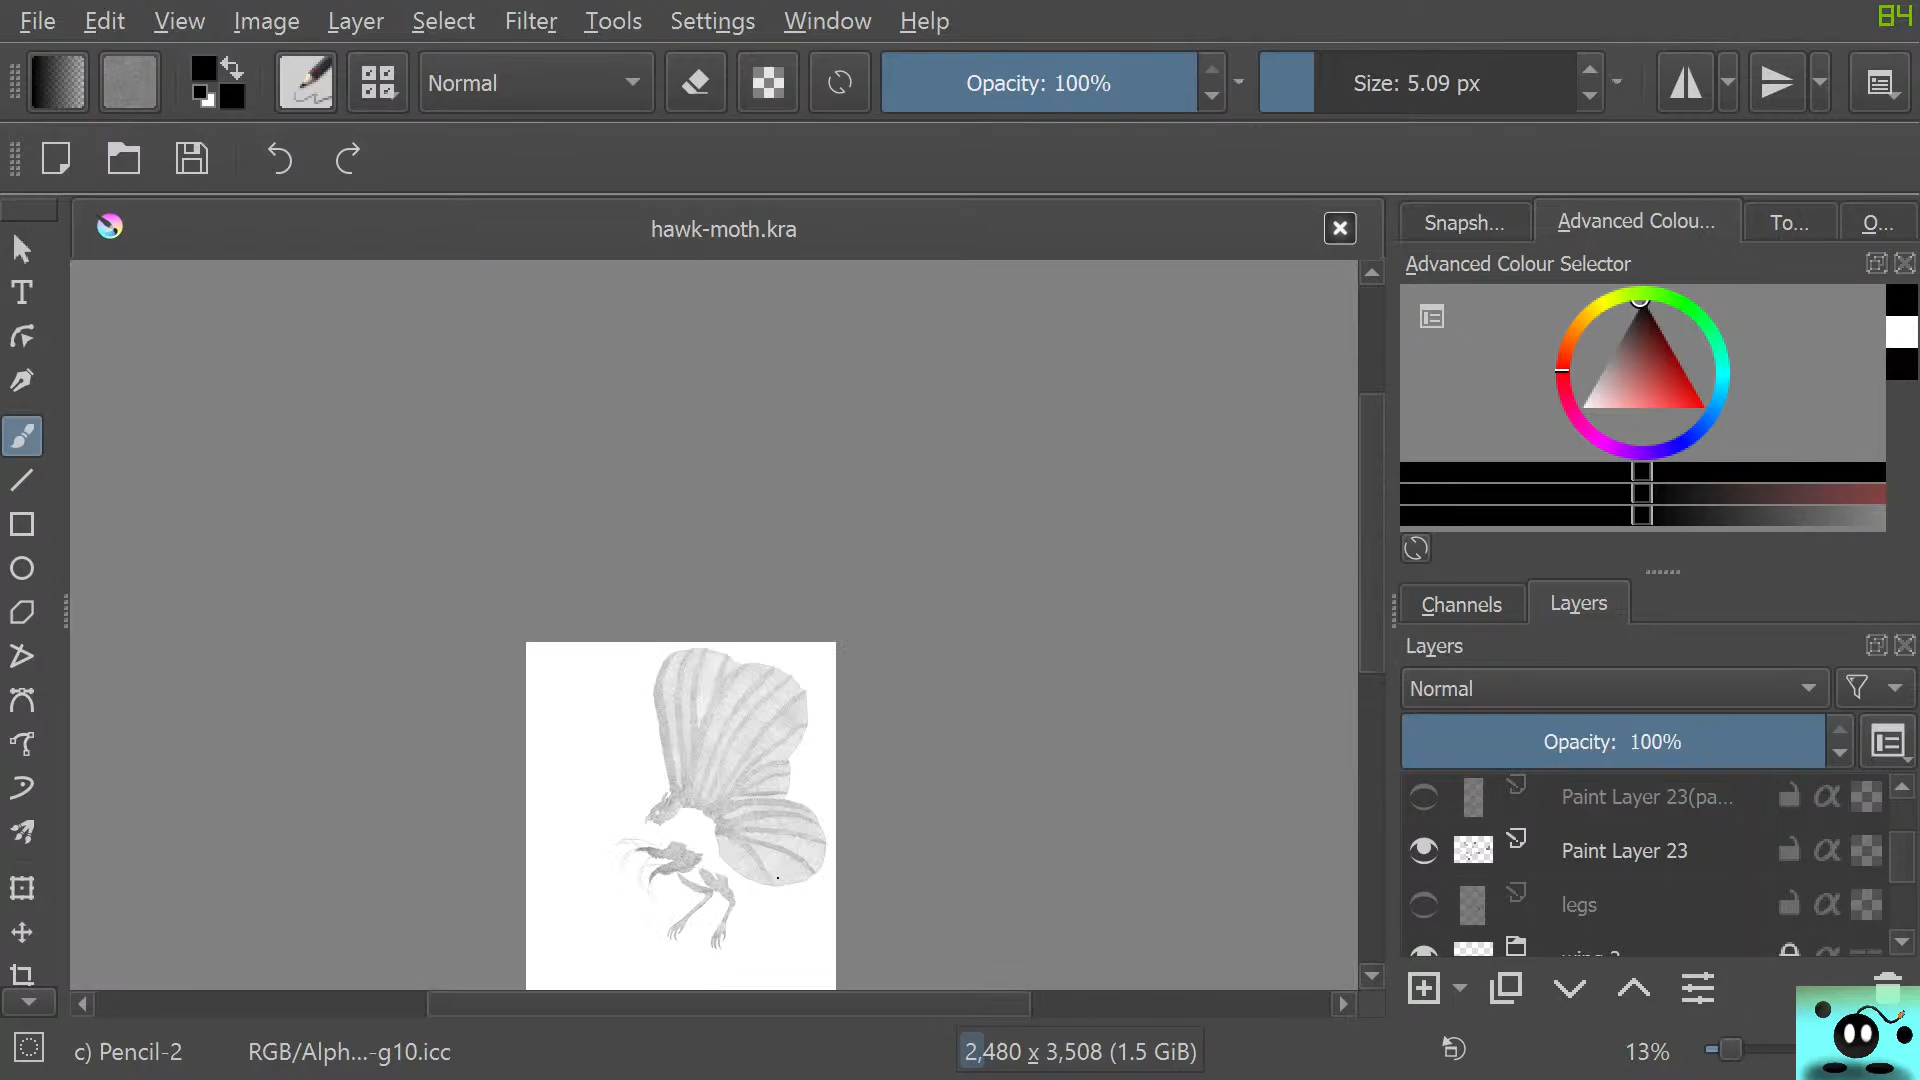 File Edit View Image Layer Select Filter Tools Settings Window Help
84
Normal
Opacity: 100%
Size: 5.09 px
hawk-moth.kra
Snapsh...
Advanced Colou...
To...
O...
Advanced Colour Selector
Channels
Layers
Layers
Normal
Opacity: 100%
Paint Layer 23(pa...
Paint Layer 23
legs
wing 2
c) Pencil-2
RGB/Alph...-g10.icc
2,480 x 3,508 (1.5 GiB)
13%